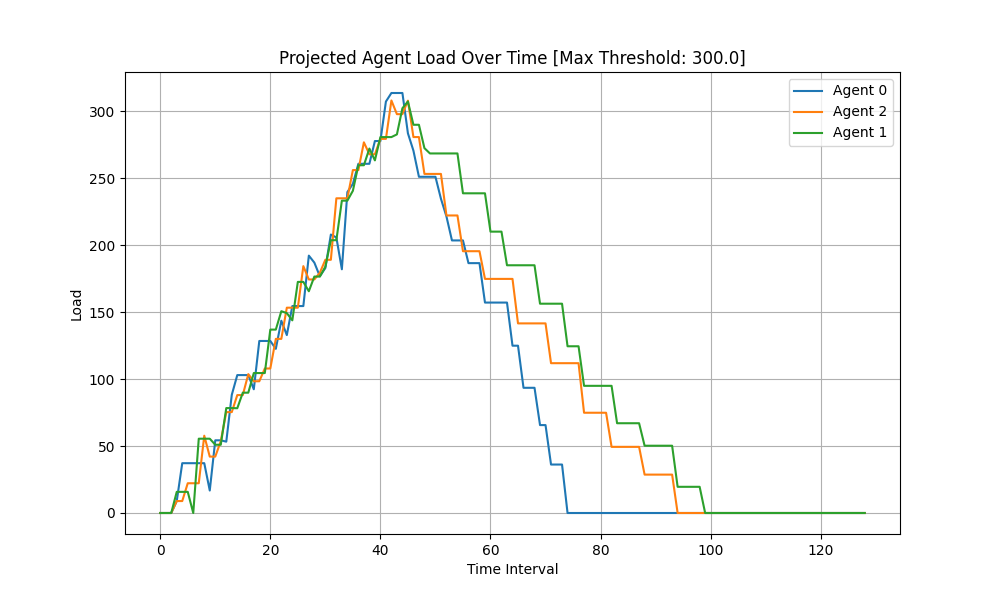 Projected Agent Load Over Time [Max Threshold: 300.0]
Agent 0
Agent 2
Agent 1
Load
300
250
200
150
100
50
0
0 20 40 60 80 100 120
Time Interval